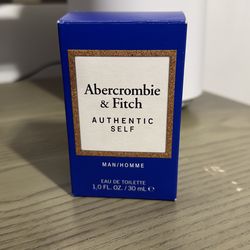 Abercrombie
& Fitch
AUTHENTIC
SELF
MAN/HOMME
EAU DE TOILETTE
1,0 FL. OZ. / 30 mL ℮